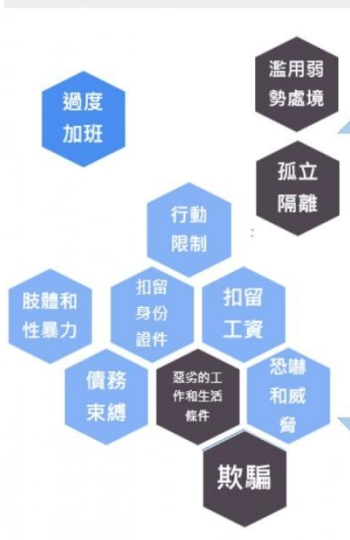 濫用弱
勢處境
過度
加班
孤立
隔離
行動
限制
肢體和
性暴力
扣留
身份
證件
扣留
工資
債務
束縛
惡劣的工
作和生活
條件
恐嚇
和威
脅
欺騙